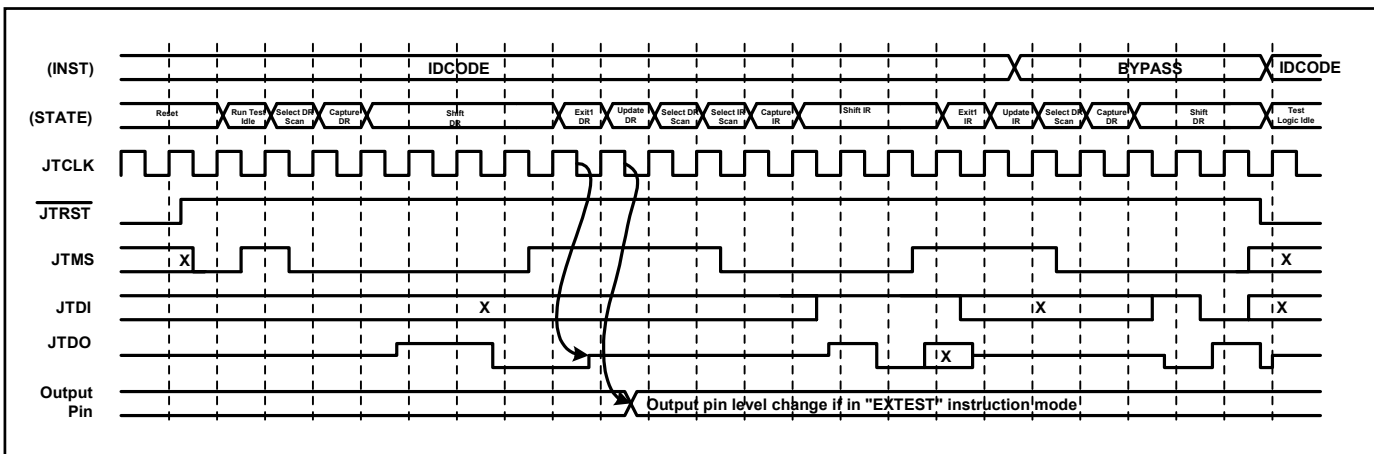 (INST)
IDCODE
BYPASS
IDCODE
(STATE)
Reset
Run Test
Idle
Select DR
Scan
Capture
DR
Shift
DR
Exit1
DR
Update
DR
Select DR
Scan
Select IR
Scan
Capture
IR
Shift IR
Exit1
IR
Update
IR
Select DR
Scan
Capture
DR
Shift
DR
Test
Logic Idle
JTCLK
JTRST
JTMS
X
X
JTDI
X
X
X
JTDO
X
Output
Pin
Output pin level change if in "EXTEST" instruction mode